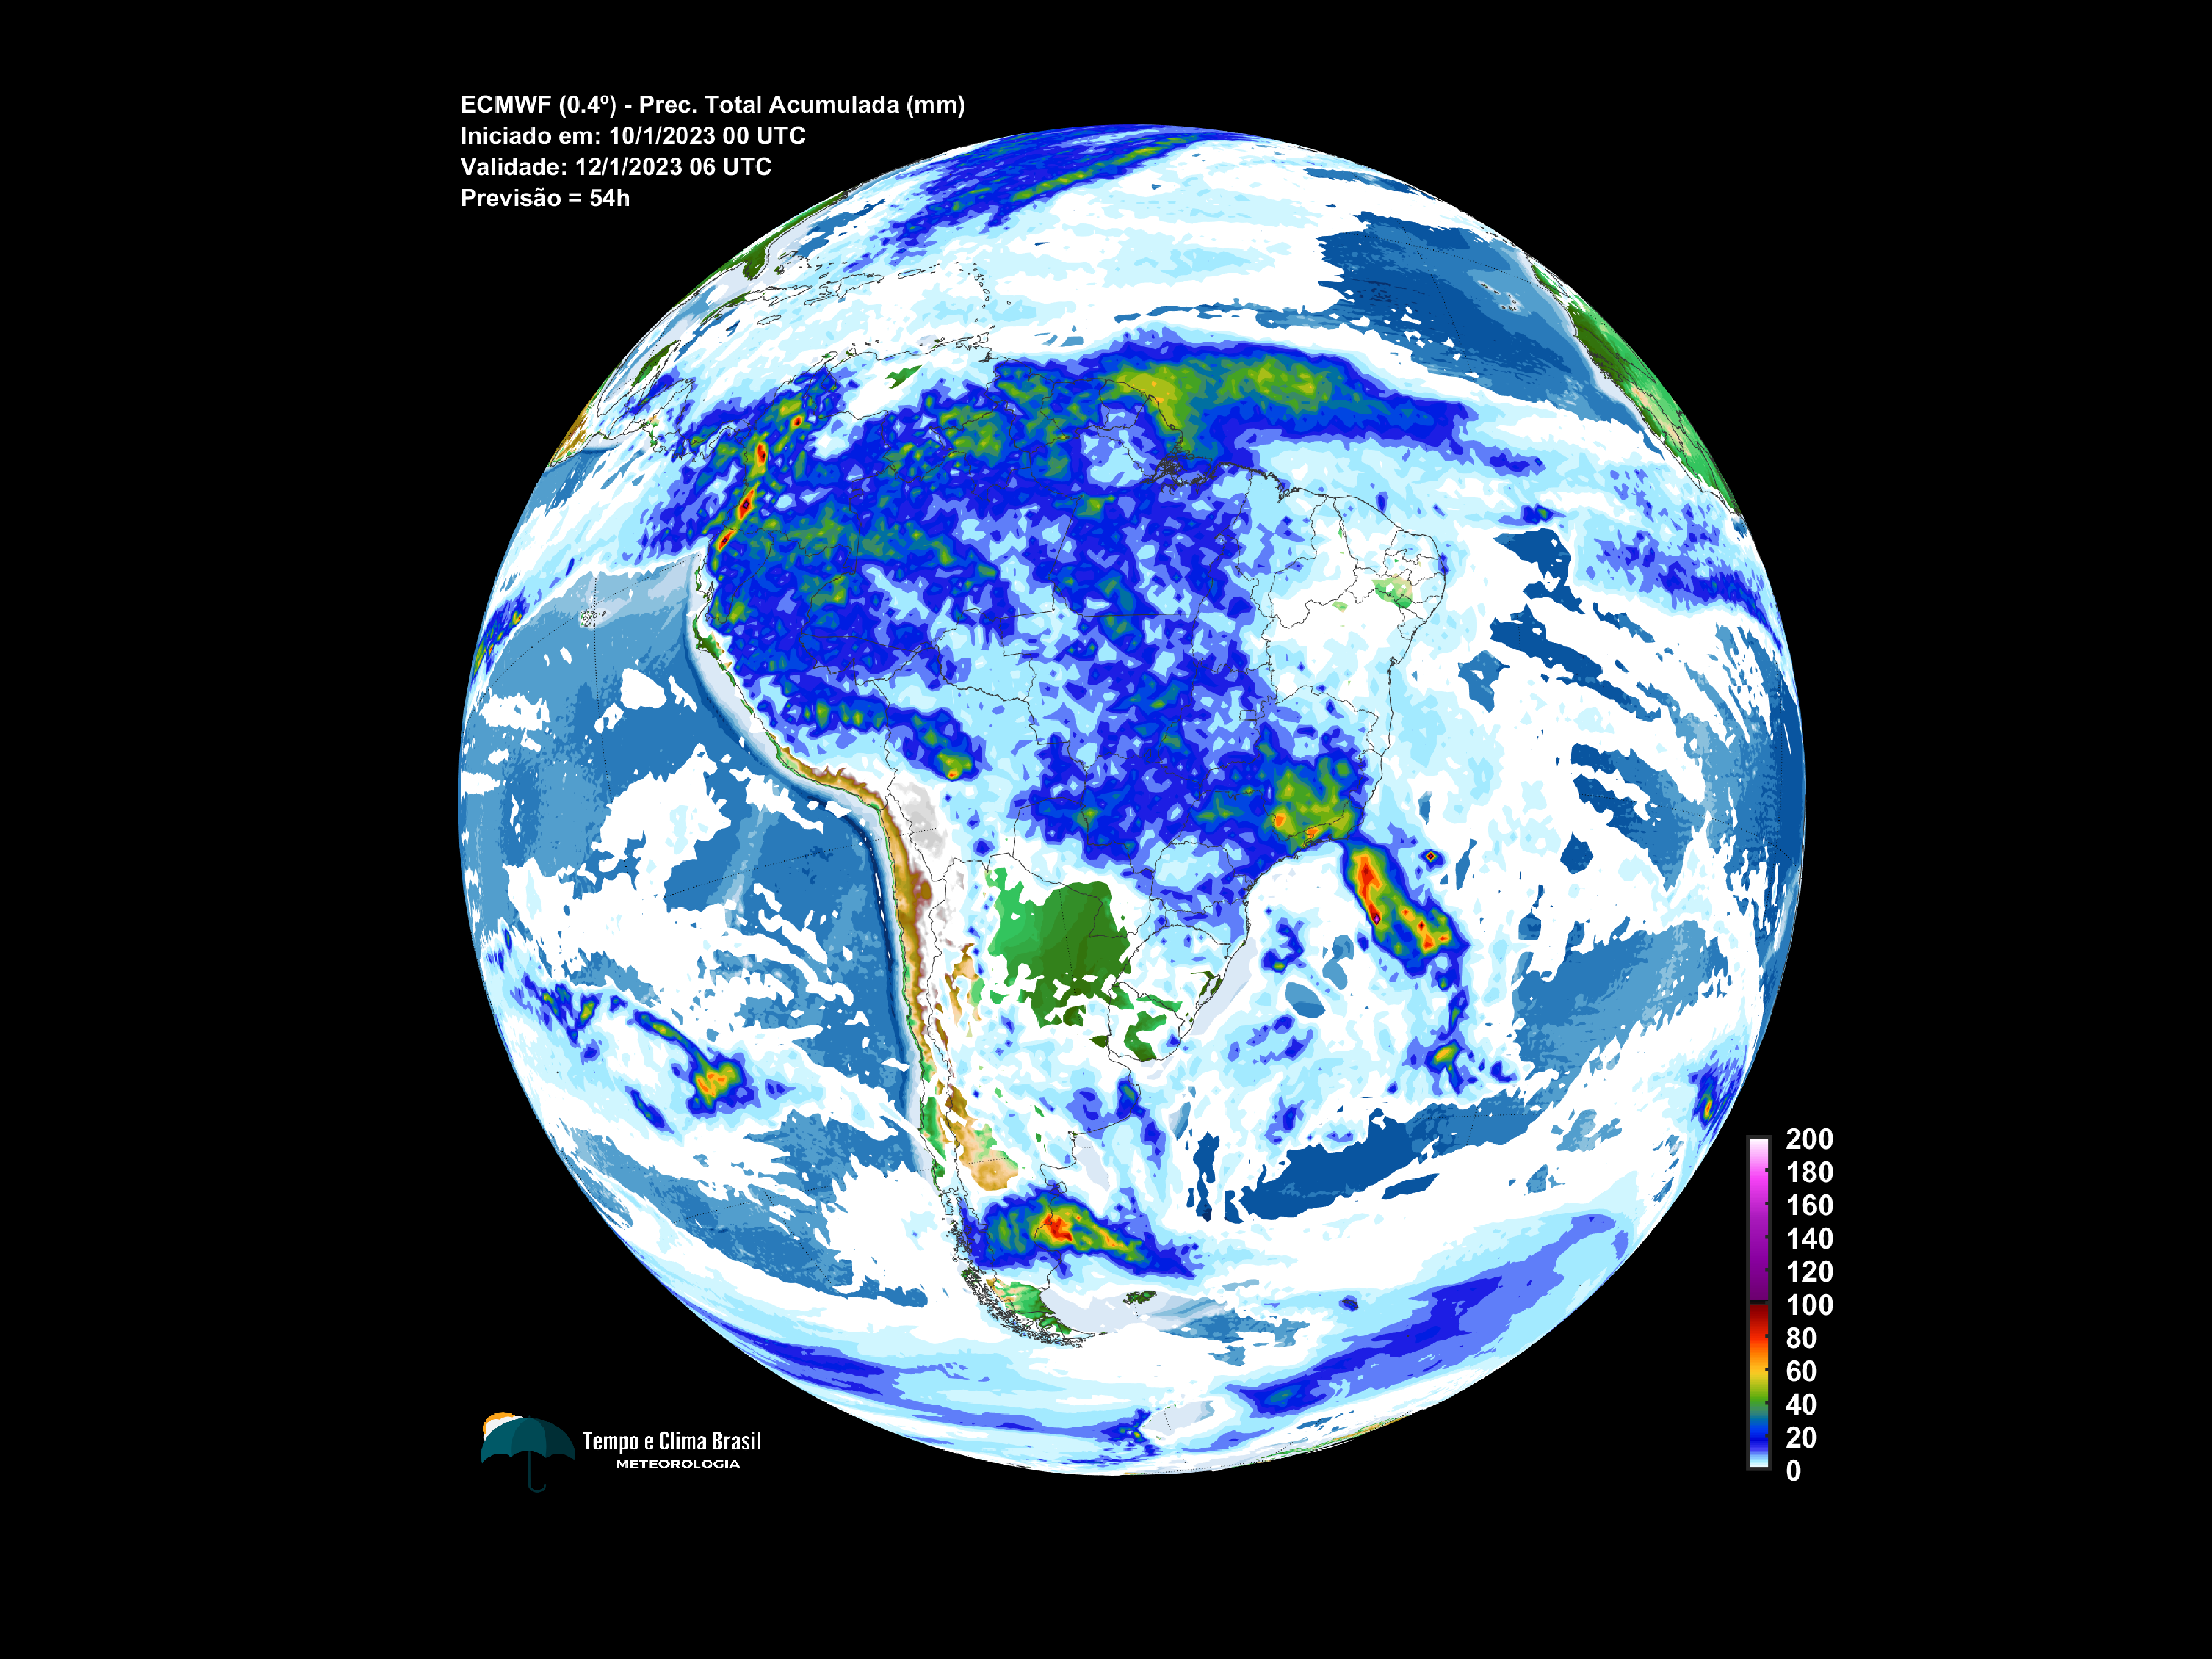 ECMWF (0.4º) - Prec. Total Acumulada (mm)
Iniciado em: 10/1/2023 00 UTC
Validade: 12/1/2023 06 UTC
Previsão = 54h
200
180
160
140
120
100
80
60
40
20
0
Tempo e Clima Brasil
METEOROLOGIA